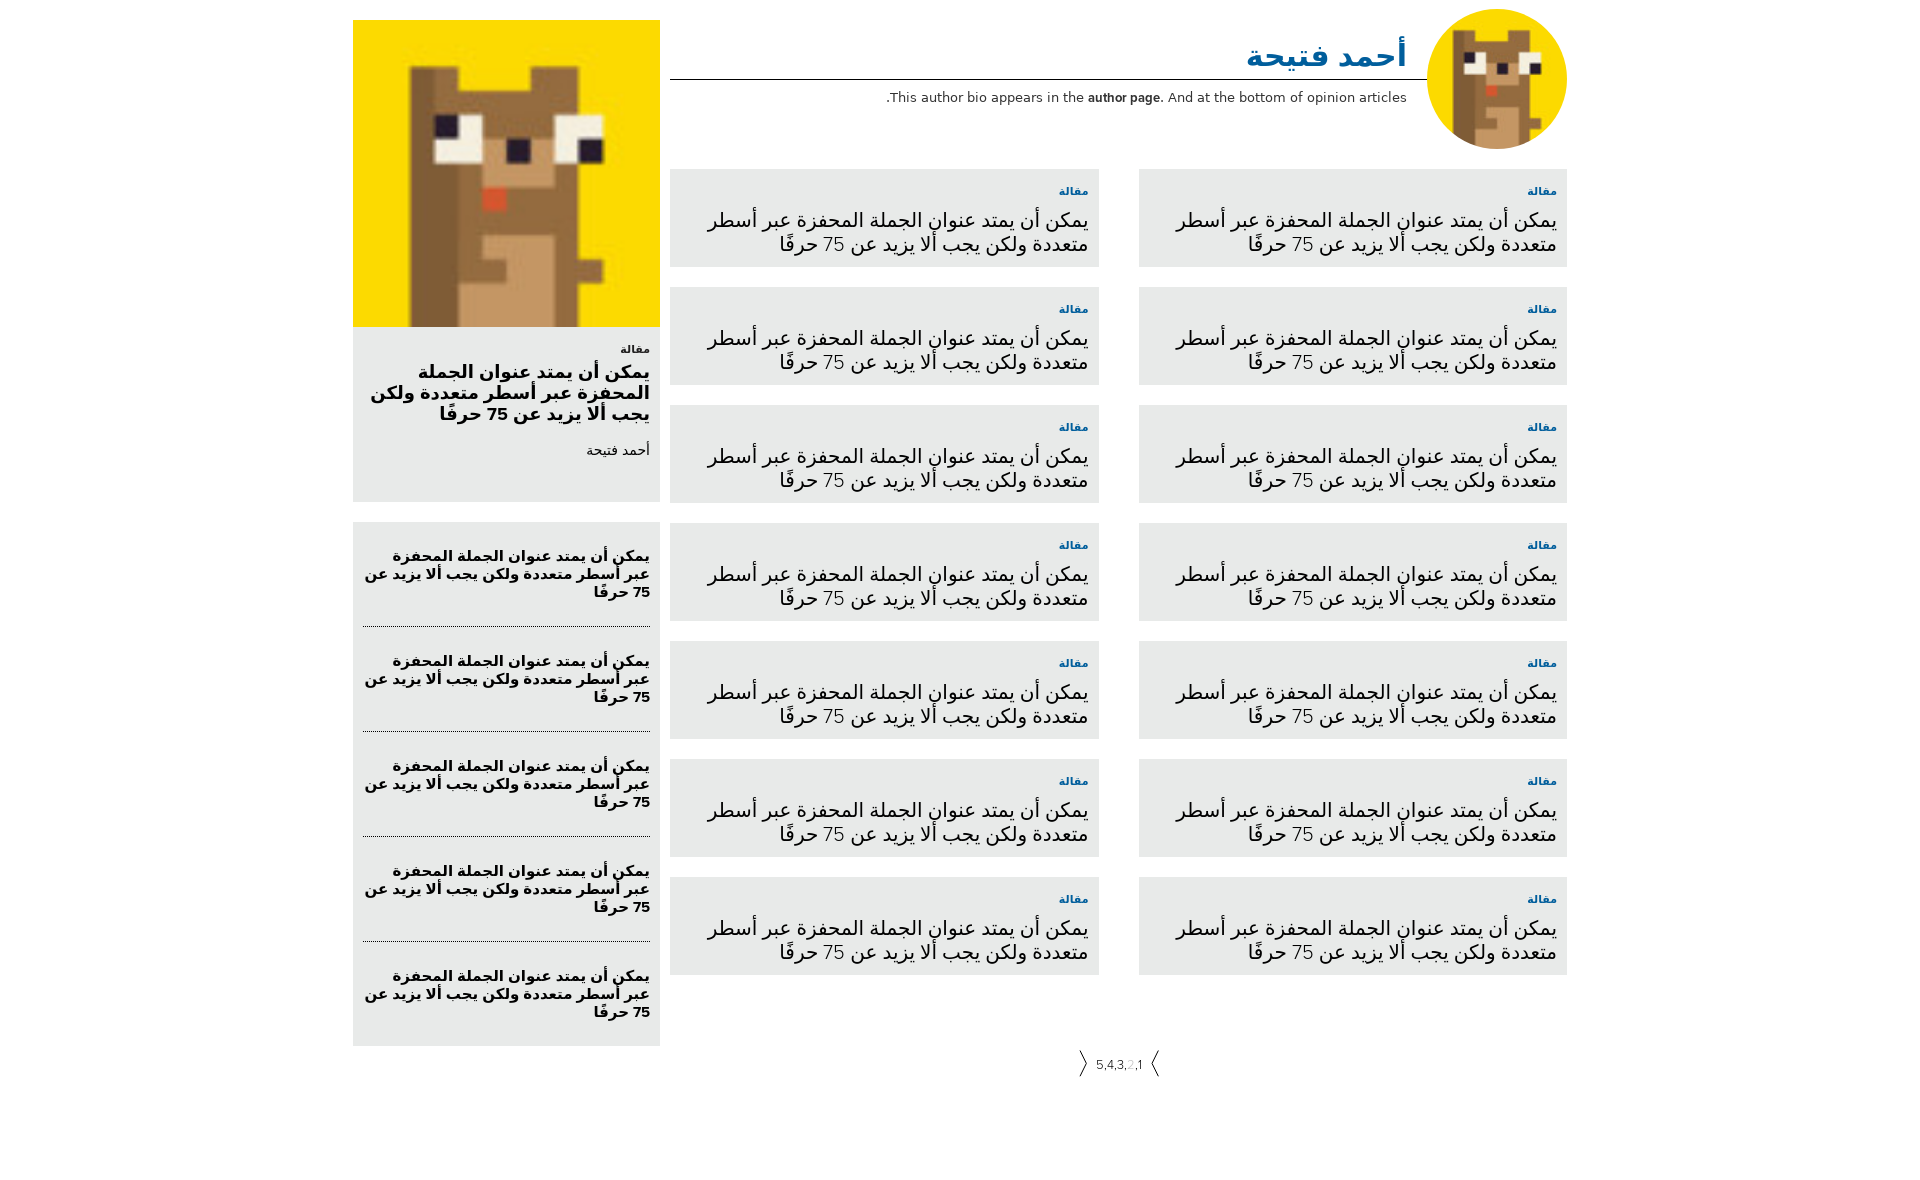 أحمد فتيحة
This author bio appears in the author page. And at the bottom of opinion articles.
مقالة
يمكن أن يمتد عنوان الجملة المحفزة عبر أسطر
متعددة ولكن يجب ألا يزيد عن 75 حرفًا
مقالة
يمكن أن يمتد عنوان الجملة المحفزة عبر أسطر
متعددة ولكن يجب ألا يزيد عن 75 حرفًا
مقالة
يمكن أن يمتد عنوان الجملة المحفزة عبر أسطر
متعددة ولكن يجب ألا يزيد عن 75 حرفًا
مقالة
يمكن أن يمتد عنوان الجملة المحفزة عبر أسطر
متعددة ولكن يجب ألا يزيد عن 75 حرفًا
مقالة
يمكن أن يمتد عنوان الجملة المحفزة عبر أسطر
متعددة ولكن يجب ألا يزيد عن 75 حرفًا
مقالة
يمكن أن يمتد عنوان الجملة المحفزة عبر أسطر
متعددة ولكن يجب ألا يزيد عن 75 حرفًا
مقالة
يمكن أن يمتد عنوان الجملة المحفزة عبر أسطر
متعددة ولكن يجب ألا يزيد عن 75 حرفًا
مقالة
يمكن أن يمتد عنوان الجملة المحفزة عبر أسطر
متعددة ولكن يجب ألا يزيد عن 75 حرفًا
مقالة
يمكن أن يمتد عنوان الجملة المحفزة عبر أسطر
متعددة ولكن يجب ألا يزيد عن 75 حرفًا
مقالة
يمكن أن يمتد عنوان الجملة المحفزة عبر أسطر
متعددة ولكن يجب ألا يزيد عن 75 حرفًا
مقالة
يمكن أن يمتد عنوان الجملة المحفزة عبر أسطر
متعددة ولكن يجب ألا يزيد عن 75 حرفًا
مقالة
يمكن أن يمتد عنوان الجملة المحفزة عبر أسطر
متعددة ولكن يجب ألا يزيد عن 75 حرفًا
مقالة
يمكن أن يمتد عنوان الجملة المحفزة عبر أسطر
متعددة ولكن يجب ألا يزيد عن 75 حرفًا
مقالة
يمكن أن يمتد عنوان الجملة المحفزة عبر أسطر
متعددة ولكن يجب ألا يزيد عن 75 حرفًا
5,4,3,2,1
مقالة
يمكن أن يمتد عنوان الجملة
المحفزة عبر أسطر متعددة ولكن
يجب ألا يزيد عن 75 حرفًا
أحمد فتيحة
يمكن أن يمتد عنوان الجملة المحفزة
عبر أسطر متعددة ولكن يجب ألا يزيد عن
75 حرفًا
يمكن أن يمتد عنوان الجملة المحفزة
عبر أسطر متعددة ولكن يجب ألا يزيد عن
75 حرفًا
يمكن أن يمتد عنوان الجملة المحفزة
عبر أسطر متعددة ولكن يجب ألا يزيد عن
75 حرفًا
يمكن أن يمتد عنوان الجملة المحفزة
عبر أسطر متعددة ولكن يجب ألا يزيد عن
75 حرفًا
يمكن أن يمتد عنوان الجملة المحفزة
عبر أسطر متعددة ولكن يجب ألا يزيد عن
75 حرفًا